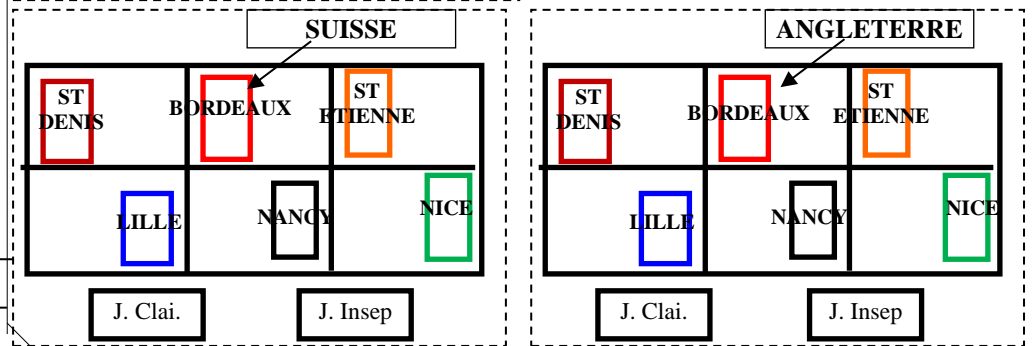 SUISSE
ST
DENIS
BORDEAUX
ST
ETIENNE
LILLE
NANCY
NICE
J. Clai.
J. Insep
ANGLETERRE
ST
DENIS
BORDEAUX
ST
ETIENNE
LILLE
NANCY
NICE
J. Clai.
J. Insep